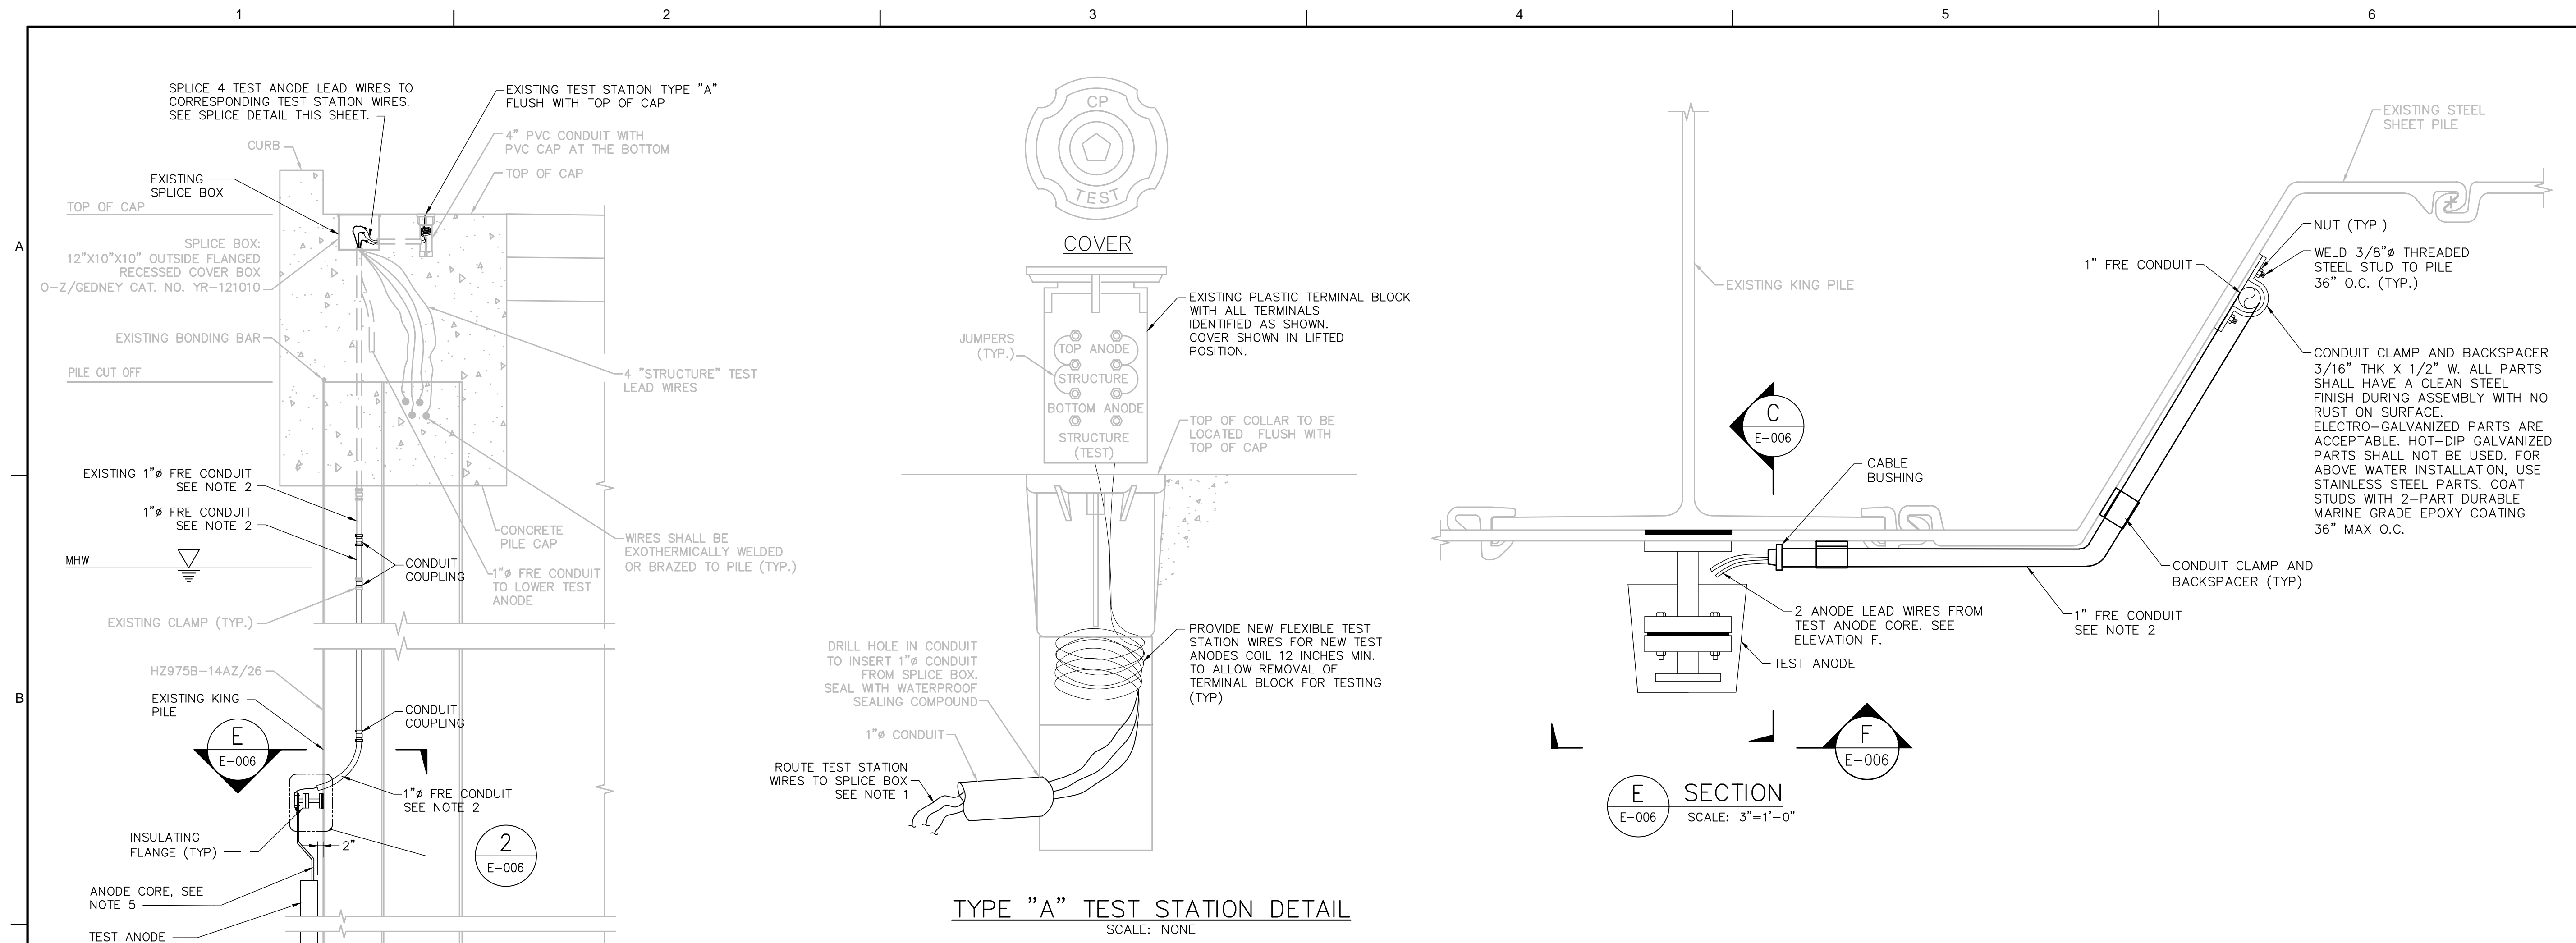 1
2
3
4
5
6
A
B
SPLICE 4 TEST ANODE LEAD WIRES TO
CORRESPONDING TEST STATION WIRES.
SEE SPLICE DETAIL THIS SHEET.
EXISTING TEST STATION TYPE "A"
FLUSH WITH TOP OF CAP
4" PVC CONDUIT WITH
PVC CAP AT THE BOTTOM
CURB
TOP OF CAP
EXISTING
SPLICE BOX
TOP OF CAP
SPLICE BOX:
12"X10"X10" OUTSIDE FLANGED
RECESSED COVER BOX
O-Z/GEDNEY CAT. NO. YR-121010
EXISTING BONDING BAR
PILE CUT OFF
4 "STRUCTURE" TEST
LEAD WIRES
EXISTING 1"ø FRE CONDUIT
SEE NOTE 2
1"ø FRE CONDUIT
SEE NOTE 2
CONCRETE
PILE CAP
WIRES SHALL BE
EXOTHERMICALLY WELDED
OR BRAZED TO PILE (TYP.)
MHW
CONDUIT
COUPLING
1"ø FRE CONDUIT
TO LOWER TEST
ANODE
EXISTING CLAMP (TYP.)
HZ975B-14AZ/26
EXISTING KING
PILE
CONDUIT
COUPLING
E
E-006
1"ø FRE CONDUIT
SEE NOTE 2
INSULATING
FLANGE (TYP)
2"
2
E-006
ANODE CORE, SEE
NOTE 5
TEST ANODE
CP
TEST
COVER
EXISTING PLASTIC TERMINAL BLOCK
WITH ALL TERMINALS
IDENTIFIED AS SHOWN.
COVER SHOWN IN LIFTED
POSITION.
JUMPERS
(TYP.)
TOP ANODE
STRUCTURE
BOTTOM ANODE
STRUCTURE
(TEST)
TOP OF COLLAR TO BE
LOCATED FLUSH WITH
TOP OF CAP
DRILL HOLE IN CONDUIT
TO INSERT 1"ø CONDUIT
FROM SPLICE BOX.
SEAL WITH WATERPROOF
SEALING COMPOUND
PROVIDE NEW FLEXIBLE TEST
STATION WIRES FOR NEW TEST
ANODES COIL 12 INCHES MIN.
TO ALLOW REMOVAL OF
TERMINAL BLOCK FOR TESTING
(TYP)
1"ø CONDUIT
ROUTE TEST STATION
WIRES TO SPLICE BOX
SEE NOTE 1
TYPE "A" TEST STATION DETAIL
SCALE: NONE
EXISTING STEEL
SHEET PILE
NUT (TYP.)
WELD 3/8"ø THREADED
STEEL STUD TO PILE
36" O.C. (TYP.)
1" FRE CONDUIT
EXISTING KING PILE
CONDUIT CLAMP AND BACKSPACER
3/16" THK X 1/2" W. ALL PARTS
SHALL HAVE A CLEAN STEEL
FINISH DURING ASSEMBLY WITH NO
RUST ON SURFACE.
ELECTRO-GALVANIZED PARTS ARE
ACCEPTABLE. HOT-DIP GALVANIZED
PARTS SHALL NOT BE USED. FOR
ABOVE WATER INSTALLATION, USE
STAINLESS STEEL PARTS. COAT
STUDS WITH 2-PART DURABLE
MARINE GRADE EPOXY COATING
36" MAX O.C.
C
E-006
CABLE
BUSHING
CONDUIT CLAMP AND
BACKSPACER (TYP)
2 ANODE LEAD WIRES FROM
TEST ANODE CORE. SEE
ELEVATION F.
1" FRE CONDUIT
SEE NOTE 2
TEST ANODE
F
E-006
E
E-006
SECTION
SCALE: 3"=1'-0"